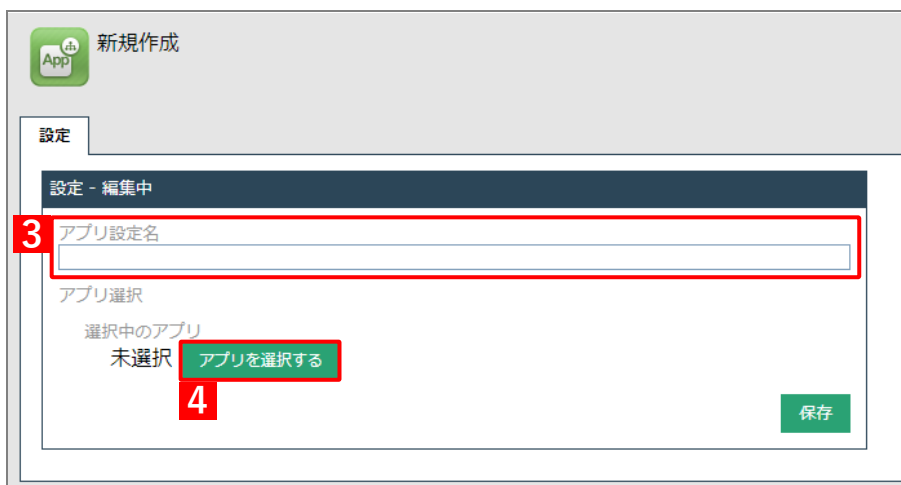 App
新規作成
設定
設定 - 編集中
3
アプリ設定名
アプリ選択
選択中のアプリ
未選択 アプリを選択する
4
保存